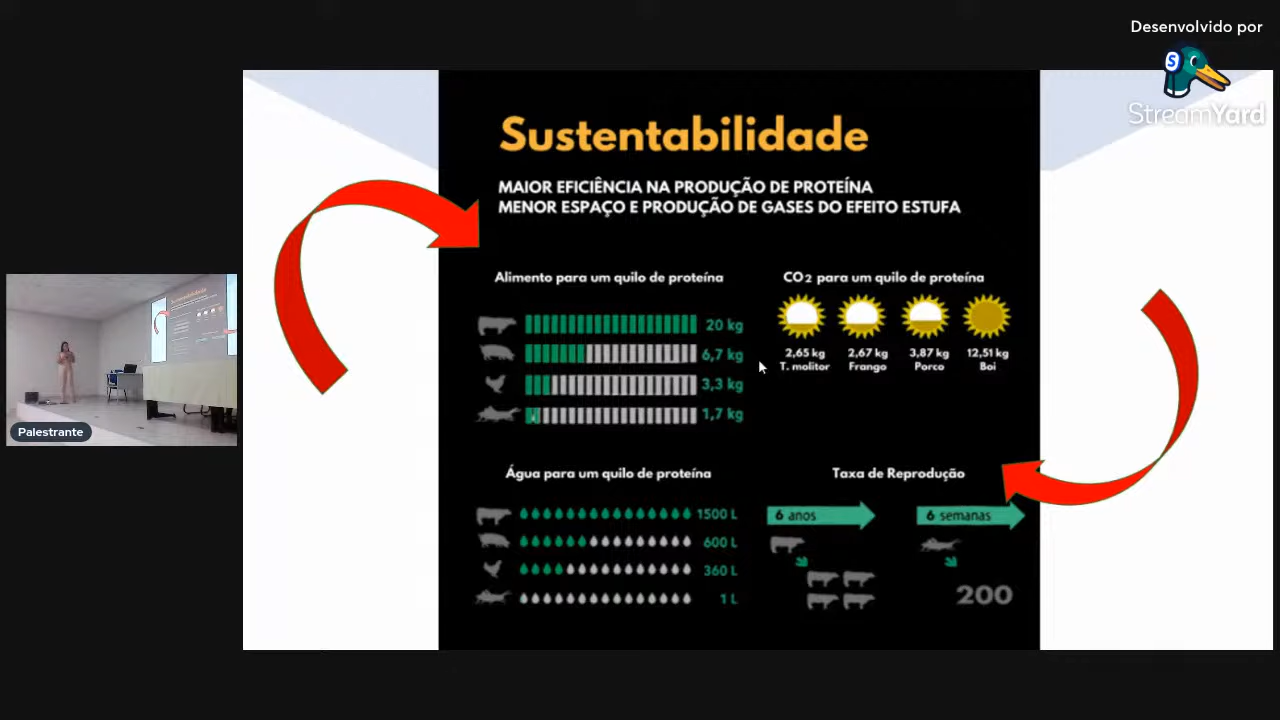 Desenvolvido por
StreamYard
Sustentabilidade
MAIOR EFICIÊNCIA NA PRODUÇÃO DE PROTEÍNA
MENOR ESPAÇO E PRODUÇÃO DE GASES DO EFEITO ESTUFA
Alimento para um quilo de proteína
20 kg
6,7 kg
3,3 kg
1,7 kg
CO2 para um quilo de proteína
2,65 kg 2,67 kg 3,87 kg 12,51 kg
T. molitor Frango Porco Boi
Água para um quilo de proteína
1500 L
600 L
360 L
1 L
Taxa de Reprodução
6 anos 6 semanas
200
Palestrante
Sustentabilidade